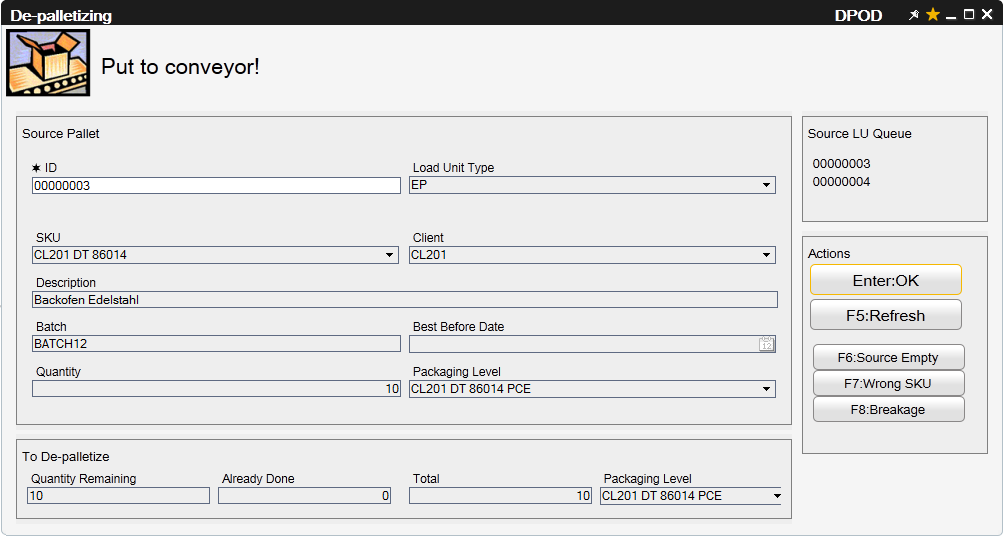 De-palletizing DPOD
Put to conveyor!
Source Pallet
✶ ID Load Unit Type
00000003 EP
SKU Client
CL201 DT 86014 CL201
Description
Backofen Edelstahl
Batch Best Before Date
BATCH12 12
Quantity Packaging Level
10 CL201 DT 86014 PCE
To De-palletize
Quantity Remaining Already Done Total Packaging Level
10 0 10 CL201 DT 86014 PCE
Source LU Queue
00000003
00000004
Actions
Enter:OK
F5:Refresh
F6:Source Empty
F7:Wrong SKU
F8:Breakage